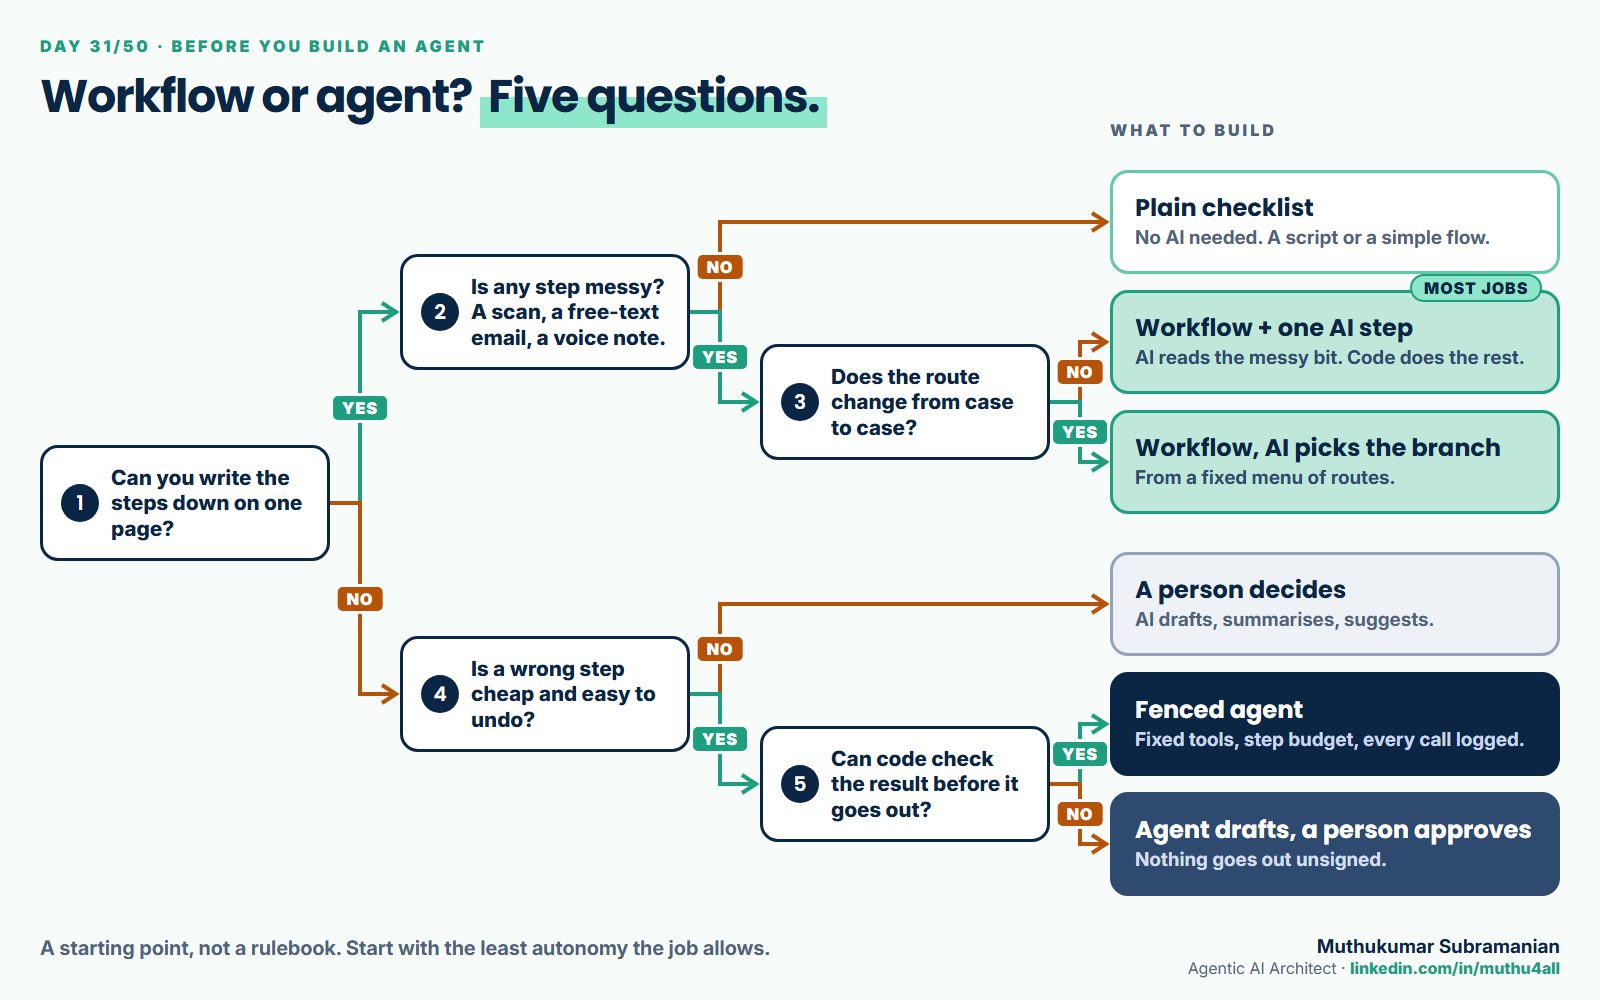 DAY 31/50 · BEFORE YOU BUILD AN AGENT
Workflow or agent? Five questions.
WHAT TO BUILD
1
Can you write the
steps down on one
page?
YES
NO
2
Is any step messy?
A scan, a free-text
email, a voice note.
NO
YES
3
Does the route
change from case
to case?
NO
YES
Plain checklist
No AI needed. A script or a simple flow.
MOST JOBS
Workflow + one AI step
AI reads the messy bit. Code does the rest.
Workflow, AI picks the branch
From a fixed menu of routes.
4
Is a wrong step
cheap and easy to
undo?
NO
YES
5
Can code check
the result before it
goes out?
YES
NO
A person decides
AI drafts, summarises, suggests.
Fenced agent
Fixed tools, step budget, every call logged.
Agent drafts, a person approves
Nothing goes out unsigned.
A starting point, not a rulebook. Start with the least autonomy the job allows.
Muthukumar Subramanian
Agentic AI Architect · linkedin.com/in/muthu4all